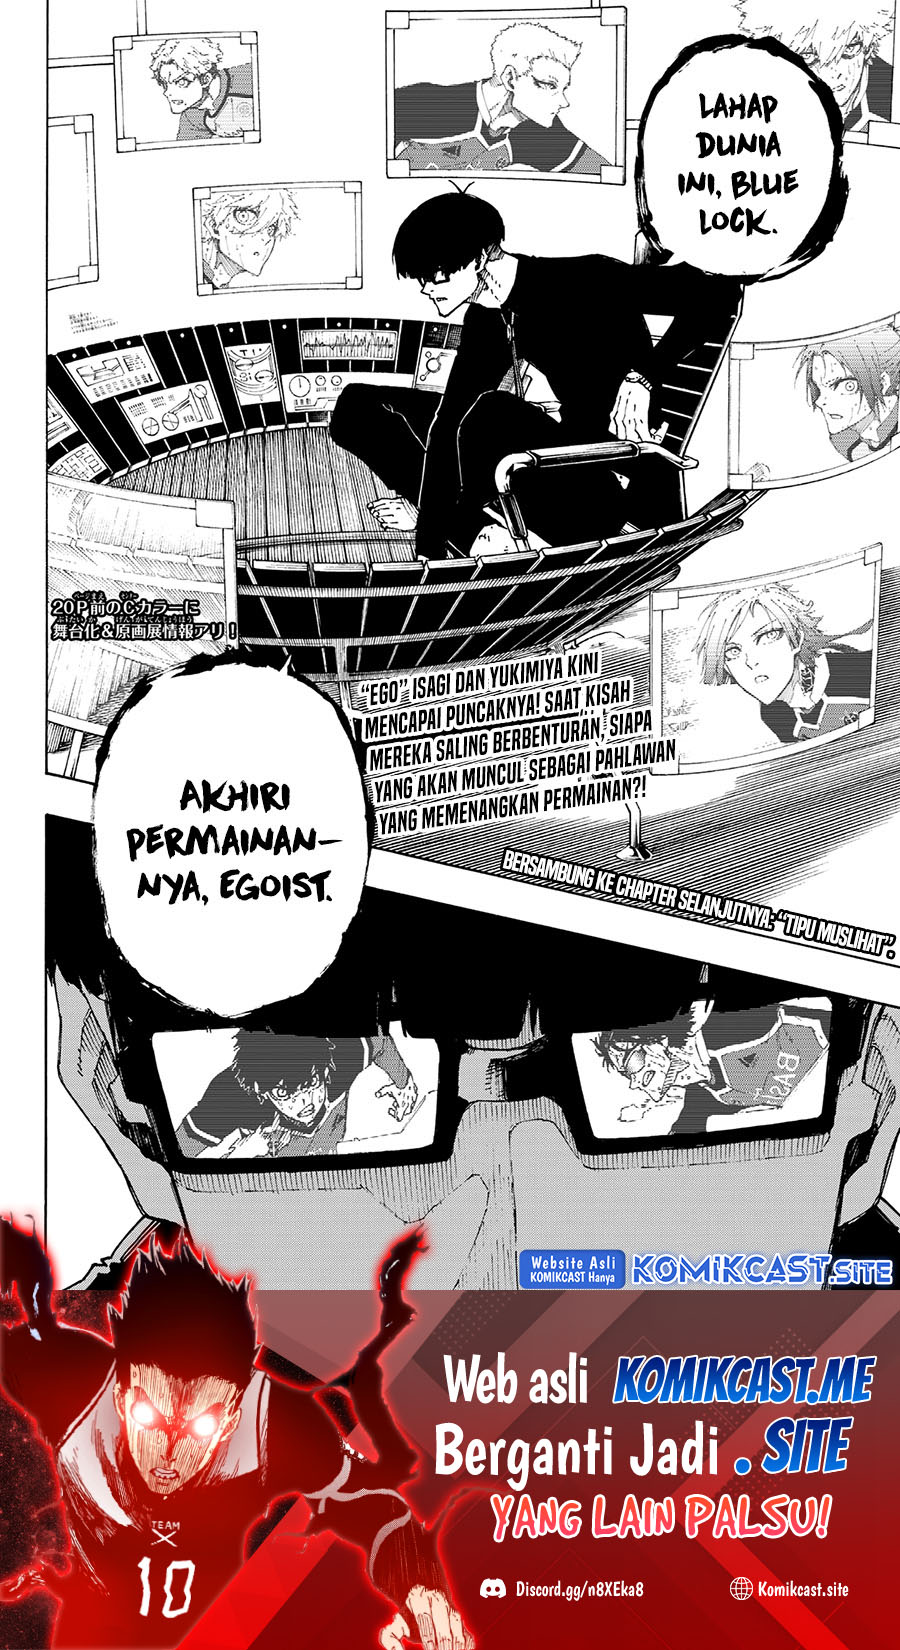 LAHAP
DUNIA
INI, BLUE
LOCK.
20P前のCカラーに
舞台化&原画展情報アリ!
"EGO" ISAGI DAN YUKIMIYA KINI
MENCAPAI PUNCAKNYA! SAAT KISAH
MEREKA SALING BERBENTURAN, SIAPA
YANG AKAN MUNCUL SEBAGAI PAHLAWAN
YANG MEMENANGKAN PERMAINAN?!
AKHIRI
PERMAINAN-
NYA, EGOIST.
BERSAMBUNG KE CHAPTER SELANJUTNYA: "TIPU MUSLIHAT".
Website Asli
KOMIKCAST Hanya
KOMIKCAST.SITE
Web asli KOMIKCAST.ME
Berganti Jadi .SITE
YANG LAIN PALSU!
TEAM
X
10
Discord.gg/n8XEka8
Komikcast.site